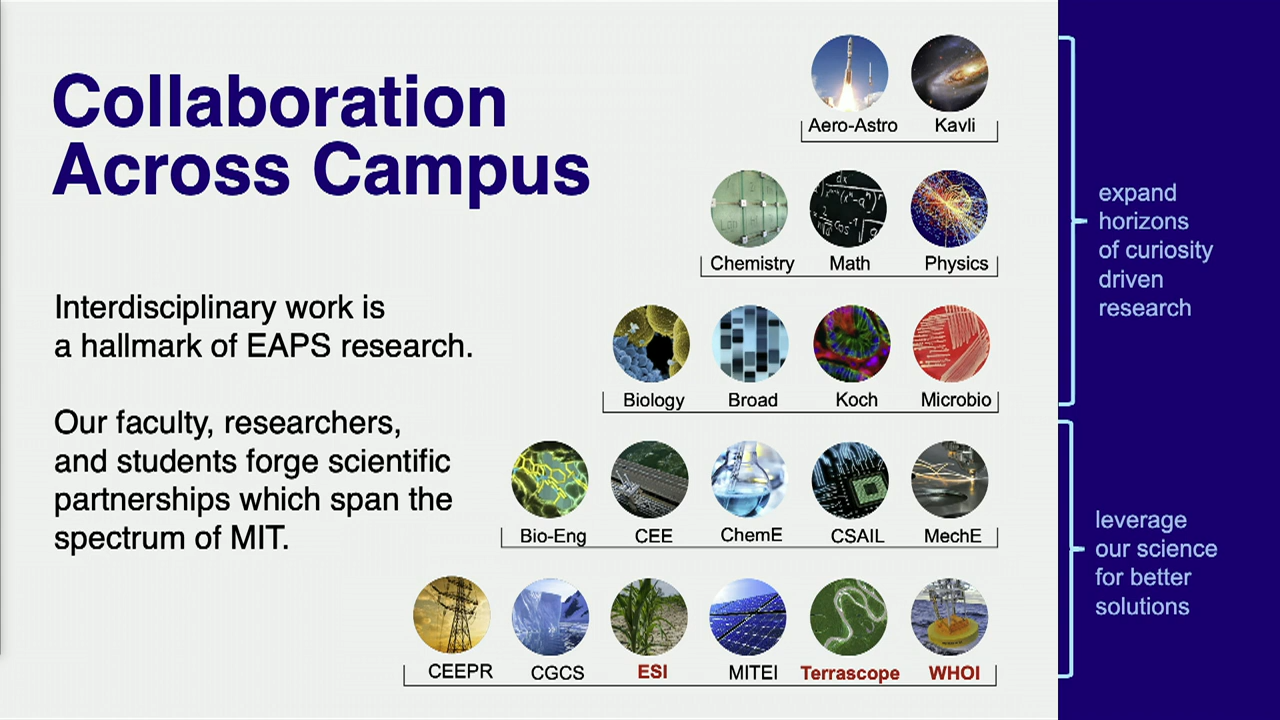 Collaboration
Across Campus
Interdisciplinary work is
a hallmark of EAPS research.
Our faculty, researchers,
and students forge scientific
partnerships which span the
spectrum of MIT.
Aero-Astro Kavli
Chemistry Math Physics
Biology Broad Koch Microbio
Bio-Eng CEE ChemE CSAIL MechE
CEEPR CGCS ESI MITEI Terrascope WHOI
expand
horizons
of curiosity
driven
research
leverage
our science
for better
solutions